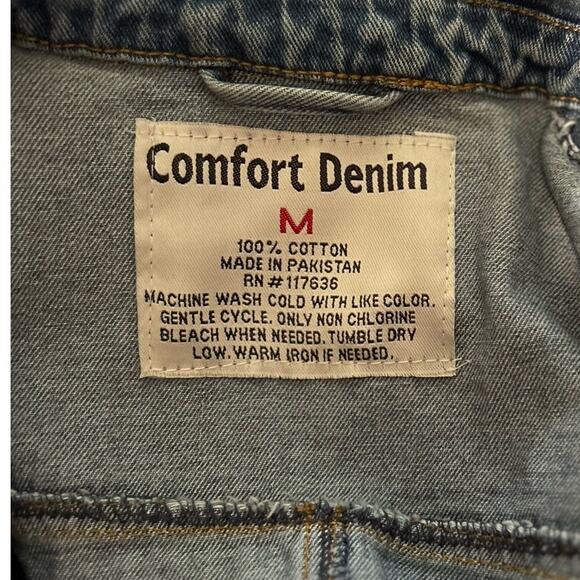 Comfort Denim
M
100% COTTON
MADE IN PAKISTAN
RN # 117636
MACHINE WASH COLD WITH LIKE COLOR.
GENTLE CYCLE. ONLY NON CHLORINE
BLEACH WHEN NEEDED. TUMBLE DRY
LOW. WARM IRON IF NEEDED.